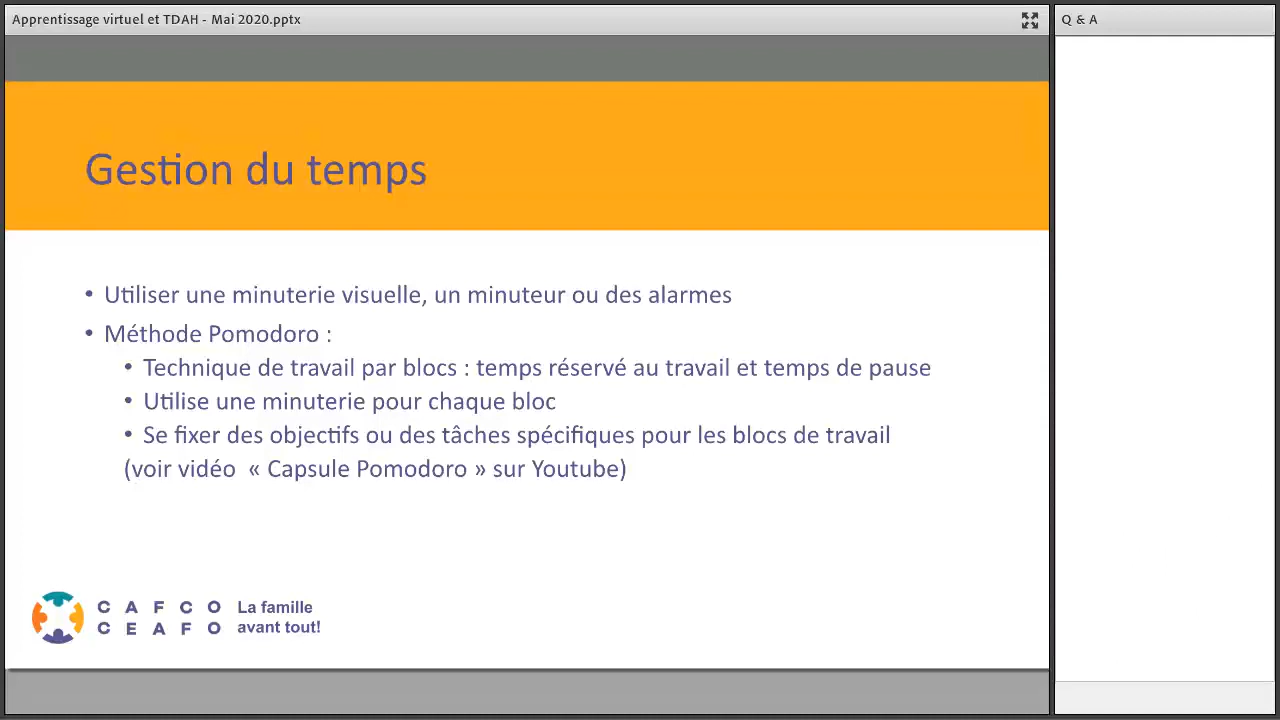 Apprentissage virtuel et TDAH - Mai 2020.pptx
Q & A
Gestion du temps
• Utiliser une minuterie visuelle, un minuteur ou des alarmes
• Méthode Pomodoro :
• Technique de travail par blocs : temps réservé au travail et temps de pause
• Utilise une minuterie pour chaque bloc
• Se fixer des objectifs ou des tâches spécifiques pour les blocs de travail
(voir vidéo « Capsule Pomodoro » sur Youtube)
CAFCO La famille
CEAFO avant tout!